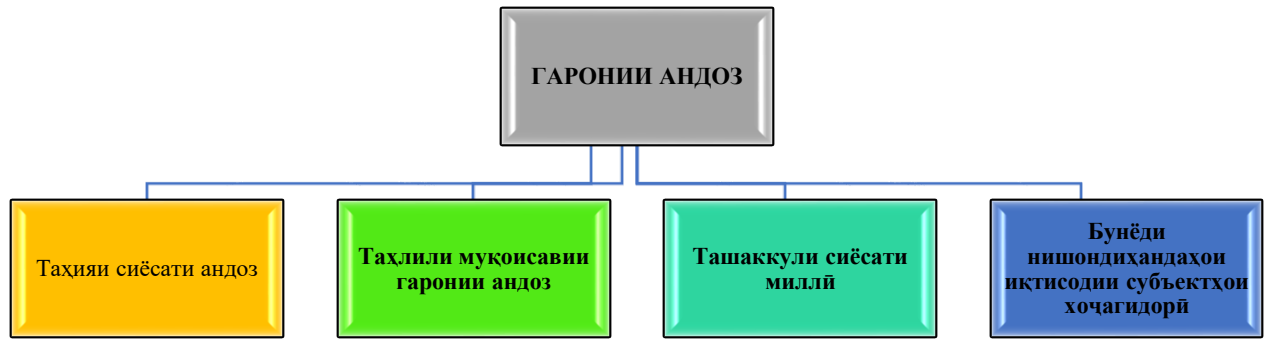 ГАРОНИИ АНДОЗ
Таҳияи сиёсати андоз
Таҳлили муқоисавии
гаронии андоз
Ташаккули сиёсати
миллӣ
Бунёди
нишондиҳандаҳои
иқтисодии субъектҳои
хоҷагидорӣ